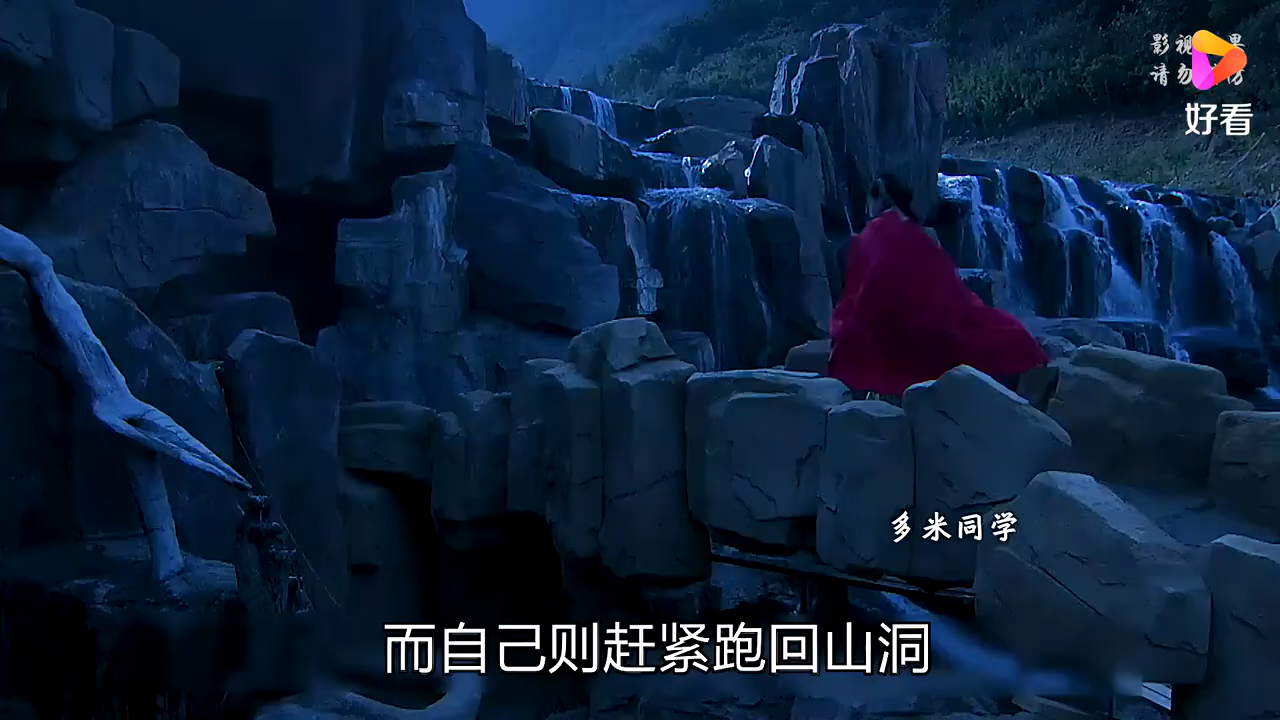 影视
请勿
好看
多米同学
而自己则赶紧跑回山洞